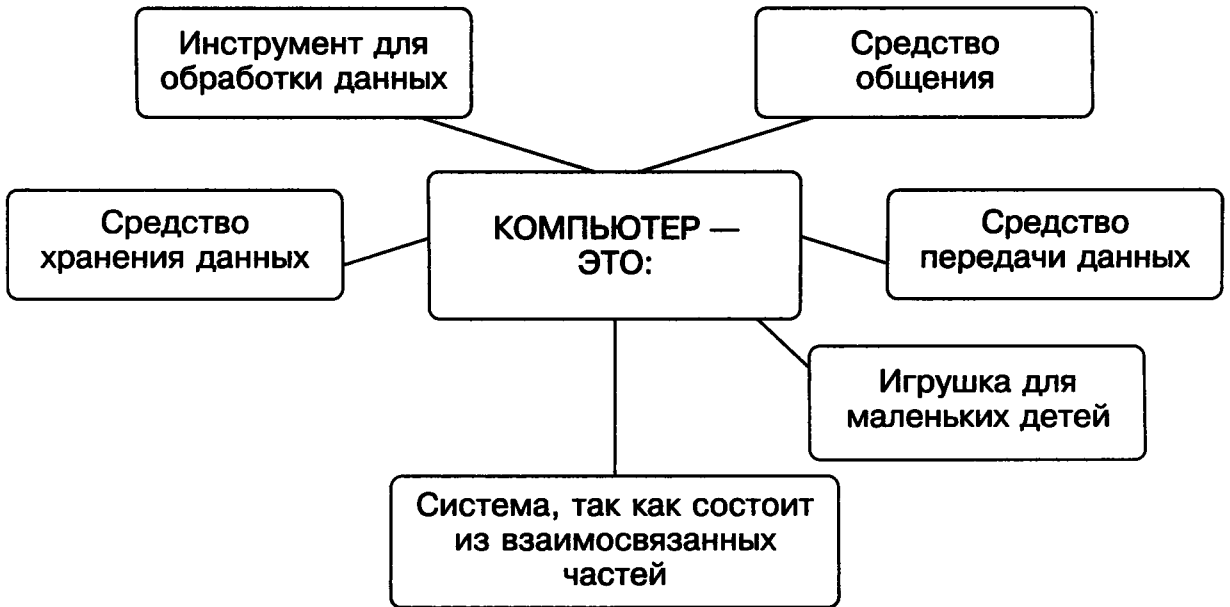 Инструмент для
обработки данных
Средство
общения
Средство
хранения данных
КОМПЬЮТЕР —
ЭТО:
Средство
передачи данных
Игрушка для
маленьких детей
Система, так как состоит
из взаимосвязанных
частей